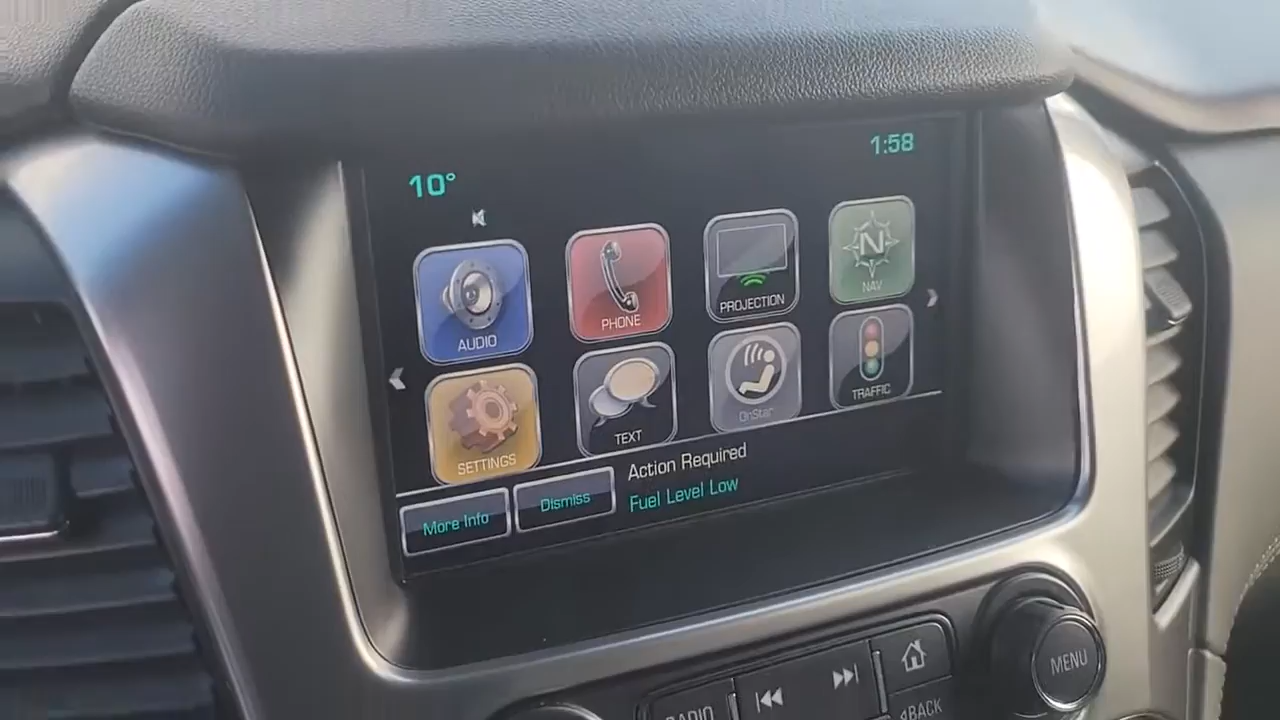 10°
1:58
AUDIO
PHONE
PROJECTION
N
NAV
SETTINGS
TEXT
OnStar
TRAFFIC
More Info
Dismiss
Action Required
Fuel Level Low
RADIO
MENU
BACK